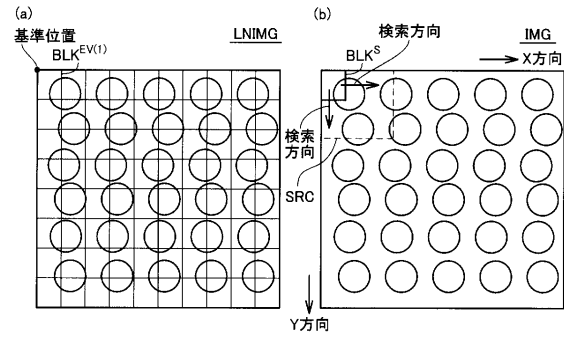 (a)
基準位置
BLK^EV(1)
LNIMG
(b)
検索方向
BLK^S
IMG
X方向
検索
方向
SRC
Y方向